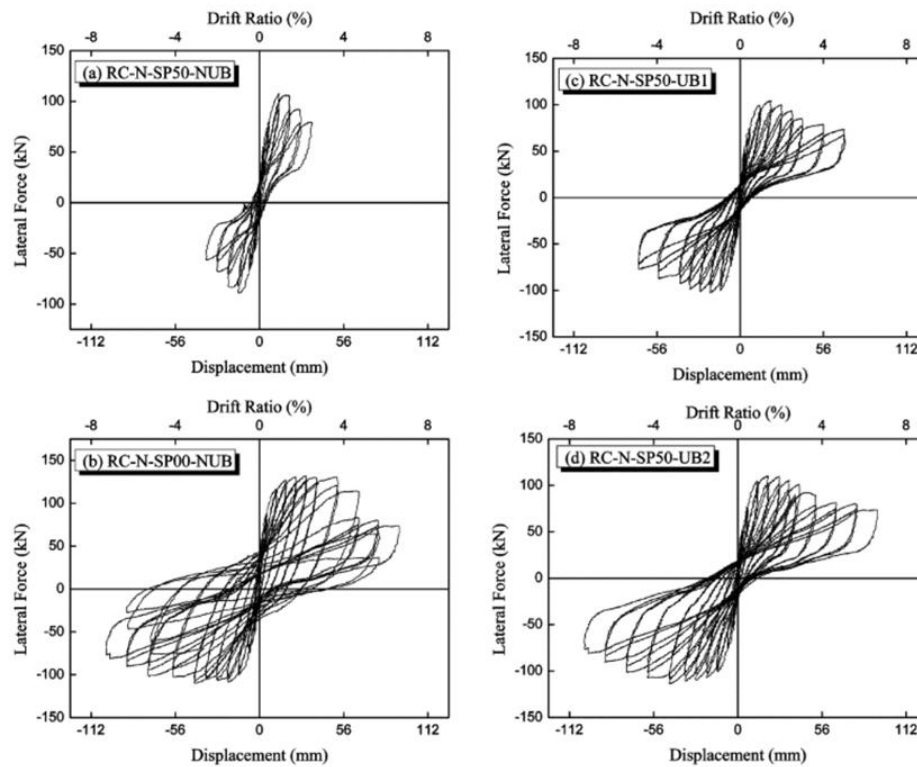 Drift Ratio (%)
-8 -4 0 4 8
150
100
50
0
-50
-100
Lateral Force (kN)
(a) RC-N-SP50-NUB
-112 -56 0 56 112
Displacement (mm)
Drift Ratio (%)
-8 -4 0 4 8
150
100
50
0
-50
-100
-150
Lateral Force (kN)
(c) RC-N-SP50-UB1
-112 -56 0 56 112
Displacement (mm)
Drift Ratio (%)
-8 -4 0 4 8
150
100
50
0
-50
-100
-150
Lateral Force (kN)
(b) RC-N-SP00-NUB
-112 -56 0 56 112
Displacement (mm)
Drift Ratio (%)
-8 -4 0 4 8
150
100
50
0
-50
-100
-150
Lateral Force (kN)
(d) RC-N-SP50-UB2
-112 -56 0 56 112
Displacement (mm)